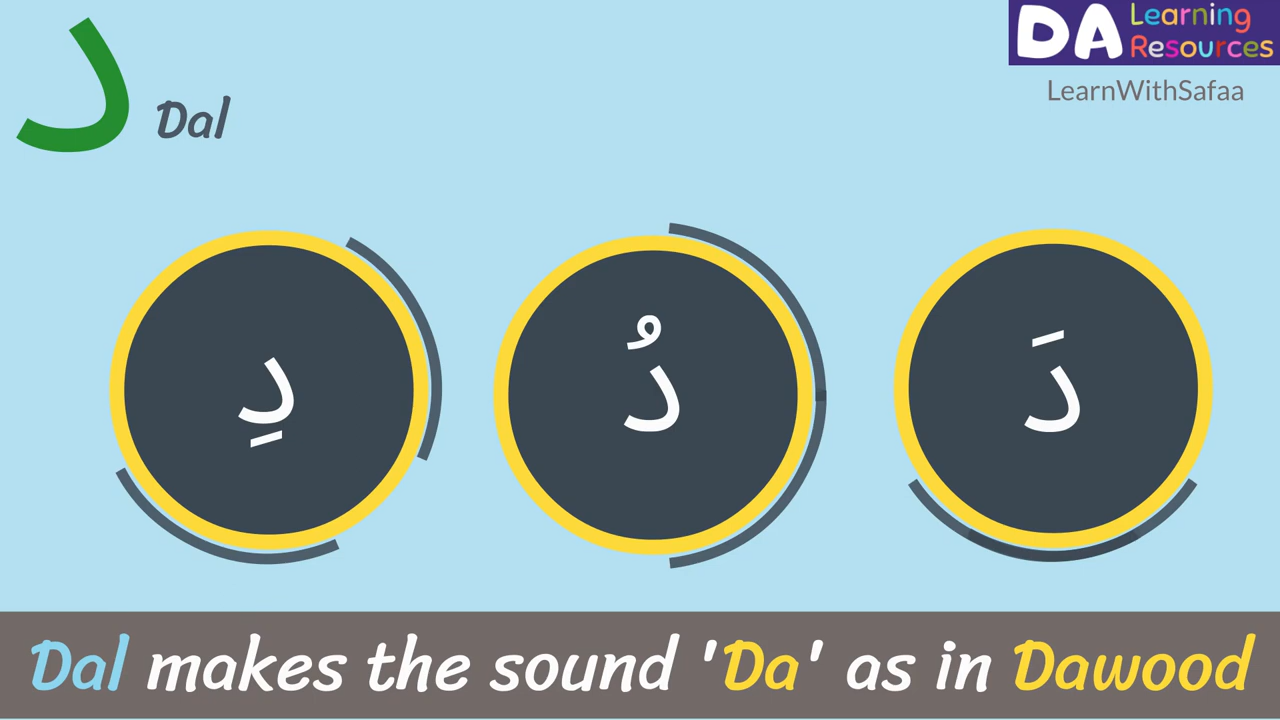 د Dal
DA Learning Resources
LearnWithSafaa
دَ دُ دِ
Dal makes the sound 'Da' as in Dawood